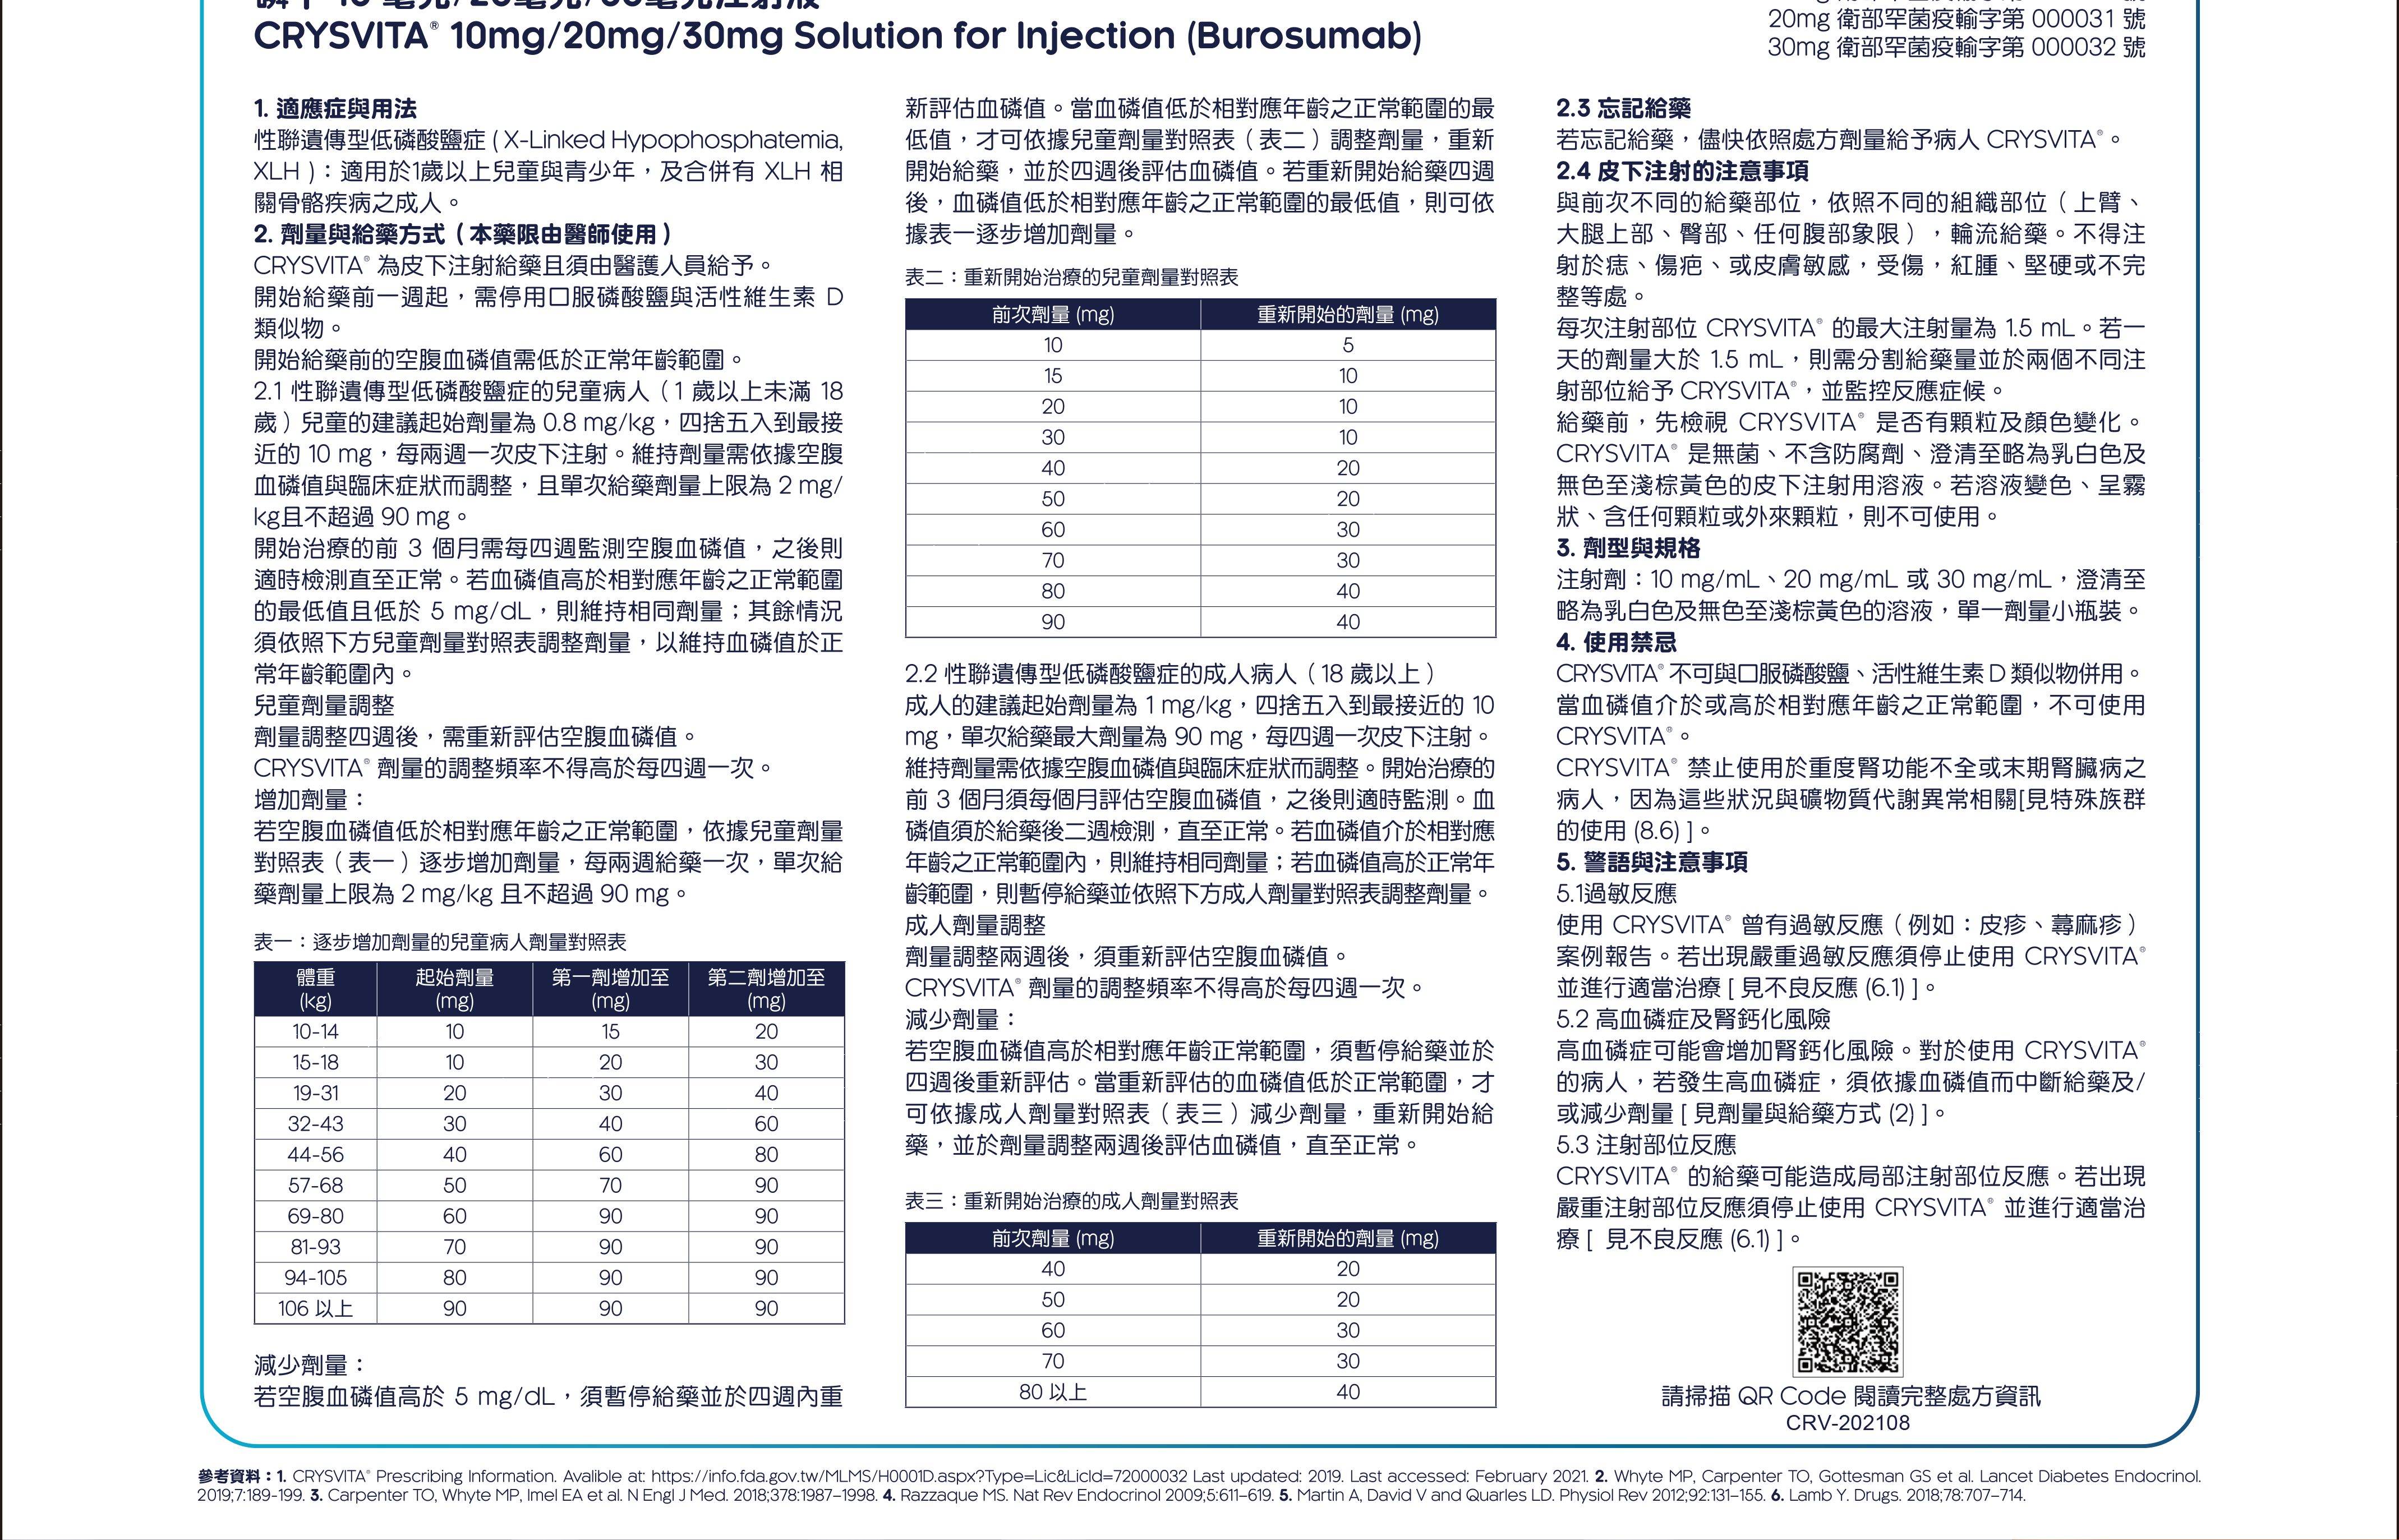 CRYSVITA® 10mg/20mg/30mg Solution for Injection (Burosumab)
20mg 衛部罕菌疫輸字第 000031 號
30mg 衛部罕菌疫輸字第 000032 號
1. 適應症與用法
性聯遺傳型低磷酸鹽症 ( X-Linked Hypophosphatemia,
XLH )：適用於1歲以上兒童與青少年，及合併有 XLH 相
關骨骼疾病之成人。
2. 劑量與給藥方式（本藥限由醫師使用）
CRYSVITA® 為皮下注射給藥且須由醫護人員給予。
開始給藥前一週起，需停用口服磷酸鹽與活性維生素 D
類似物。
開始給藥前的空腹血磷值需低於正常年齡範圍。
2.1 性聯遺傳型低磷酸鹽症的兒童病人（1 歲以上未滿 18
歲）兒童的建議起始劑量為 0.8 mg/kg，四捨五入到最接
近的 10 mg，每兩週一次皮下注射。維持劑量需依據空腹
血磷值與臨床症狀而調整，且單次給藥劑量上限為 2 mg/
kg且不超過 90 mg。
開始治療的前 3 個月需每四週監測空腹血磷值，之後則
適時檢測直至正常。若血磷值高於相對應年齡之正常範圍
的最低值且低於 5 mg/dL，則維持相同劑量；其餘情況
須依照下方兒童劑量對照表調整劑量，以維持血磷值於正
常年齡範圍內。
兒童劑量調整
劑量調整四週後，需重新評估空腹血磷值。
CRYSVITA® 劑量的調整頻率不得高於每四週一次。
增加劑量：
若空腹血磷值低於相對應年齡之正常範圍，依據兒童劑量
對照表（表一）逐步增加劑量，每兩週給藥一次，單次給
藥劑量上限為 2 mg/kg 且不超過 90 mg。
表一：逐步增加劑量的兒童病人劑量對照表
體重 起始劑量 第一劑增加至 第二劑增加至
(kg) (mg) (mg) (mg)
10-14 10 15 20
15-18 10 20 30
19-31 20 30 40
32-43 30 40 60
44-56 40 60 80
57-68 50 70 90
69-80 60 90 90
81-93 70 90 90
94-105 80 90 90
106 以上 90 90 90
減少劑量：
若空腹血磷值高於 5 mg/dL，須暫停給藥並於四週內重
新評估血磷值。當血磷值低於相對應年齡之正常範圍的最
低值，才可依據兒童劑量對照表（表二）調整劑量，重新
開始給藥，並於四週後評估血磷值。若重新開始給藥四週
後，血磷值低於相對應年齡之正常範圍的最低值，則可依
據表一逐步增加劑量。
表二：重新開始治療的兒童劑量對照表
前次劑量 (mg) 重新開始的劑量 (mg)
10 5
15 10
20 10
30 10
40 20
50 20
60 30
70 30
80 40
90 40
2.2 性聯遺傳型低磷酸鹽症的成人病人（18 歲以上）
成人的建議起始劑量為 1 mg/kg，四捨五入到最接近的 10
mg，單次給藥最大劑量為 90 mg，每四週一次皮下注射。
維持劑量需依據空腹血磷值與臨床症狀而調整。開始治療的
前 3 個月須每個月評估空腹血磷值，之後則適時監測。血
磷值須於給藥後二週檢測，直至正常。若血磷值介於相對應
年齡之正常範圍內，則維持相同劑量；若血磷值高於正常年
齡範圍，則暫停給藥並依照下方成人劑量對照表調整劑量。
成人劑量調整
劑量調整兩週後，須重新評估空腹血磷值。
CRYSVITA® 劑量的調整頻率不得高於每四週一次。
減少劑量：
若空腹血磷值高於相對應年齡正常範圍，須暫停給藥並於
四週後重新評估。當重新評估的血磷值低於正常範圍，才
可依據成人劑量對照表（表三）減少劑量，重新開始給
藥，並於劑量調整兩週後評估血磷值，直至正常。
表三：重新開始治療的成人劑量對照表
前次劑量 (mg) 重新開始的劑量 (mg)
40 20
50 20
60 30
70 30
80 以上 40
2.3 忘記給藥
若忘記給藥，儘快依照處方劑量給予病人 CRYSVITA®。
2.4 皮下注射的注意事項
與前次不同的給藥部位，依照不同的組織部位（上臂、
大腿上部、臀部、任何腹部象限），輪流給藥。不得注
射於痣、傷疤、或皮膚敏感，受傷，紅腫、堅硬或不完
整等處。
每次注射部位 CRYSVITA® 的最大注射量為 1.5 mL。若一
天的劑量大於 1.5 mL，則需分割給藥量並於兩個不同注
射部位給予 CRYSVITA®，並監控反應症候。
給藥前，先檢視 CRYSVITA® 是否有顆粒及顏色變化。
CRYSVITA® 是無菌、不含防腐劑、澄清至略為乳白色及
無色至淺棕黃色的皮下注射用溶液。若溶液變色、呈霧
狀、含任何顆粒或外來顆粒，則不可使用。
3. 劑型與規格
注射劑：10 mg/mL、20 mg/mL 或 30 mg/mL，澄清至
略為乳白色及無色至淺棕黃色的溶液，單一劑量小瓶裝。
4. 使用禁忌
CRYSVITA® 不可與口服磷酸鹽、活性維生素 D 類似物併用。
當血磷值介於或高於相對應年齡之正常範圍，不可使用
CRYSVITA®。
CRYSVITA® 禁止使用於重度腎功能不全或末期腎臟病之
病人，因為這些狀況與礦物質代謝異常相關[見特殊族群
的使用 (8.6) ]。
5. 警語與注意事項
5.1過敏反應
使用 CRYSVITA® 曾有過敏反應（例如：皮疹、蕁麻疹）
案例報告。若出現嚴重過敏反應須停止使用 CRYSVITA®
並進行適當治療 [ 見不良反應 (6.1) ]。
5.2 高血磷症及腎鈣化風險
高血磷症可能會增加腎鈣化風險。對於使用 CRYSVITA®
的病人，若發生高血磷症，須依據血磷值而中斷給藥及/
或減少劑量 [ 見劑量與給藥方式 (2) ]。
5.3 注射部位反應
CRYSVITA® 的給藥可能造成局部注射部位反應。若出現
嚴重注射部位反應須停止使用 CRYSVITA® 並進行適當治
療 [ 見不良反應 (6.1) ]。
請掃描 QR Code 閱讀完整處方資訊
CRV-202108
參考資料：1. CRYSVITA® Prescribing Information. Avalible at: https://info.fda.gov.tw/MLMS/H0001D.aspx?Type=Lic&LicId=72000032 Last updated: 2019. Last accessed: February 2021. 2. Whyte MP, Carpenter TO, Gottesman GS et al. Lancet Diabetes Endocrinol.
2019;7:189-199. 3. Carpenter TO, Whyte MP, Imel EA et al. N Engl J Med. 2018;378:1987–1998. 4. Razzaque MS. Nat Rev Endocrinol 2009;5:611–619. 5. Martin A, David V and Quarles LD. Physiol Rev 2012;92:131–155. 6. Lamb Y. Drugs. 2018;78:707–714.